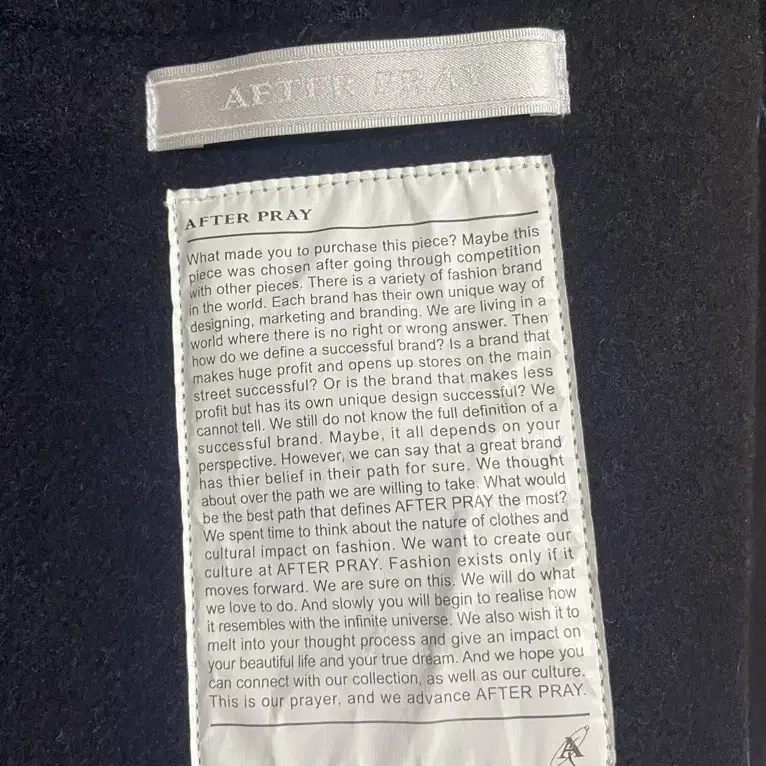 AFTER PRAY
AFTER PRAY
What made you to purchase this piece? Maybe this
piece was chosen after going through competition
with other pieces. There is a variety of fashion brand
in the world. Each brand has their own unique way of
designing, marketing and branding. We are living in a
world where there is no right or wrong answer. Then
how do we define a successful brand? Is a brand that
makes huge profit and opens up stores on the main
street successful? Or is the brand that makes less
profit but has its own unique design successful? We
cannot tell. We still do not know the full definition of a
successful brand. Maybe, it all depends on your
perspective. However, we can say that a great brand
has thier belief in their path for sure. We thought
about over the path we are willing to take. What would
be the best path that defines AFTER PRAY the most?
We spent time to think about the nature of clothes and
cultural impact on fashion. We want to create our
culture at AFTER PRAY. Fashion exists only if it
moves forward. We are sure on this. We will do what
we love to do. And slowly you will begin to realise how
it resembles with the infinite universe. We also wish it to
melt into your thought process and give an impact on
your beautiful life and your true dream. And we hope you
can connect with our collection, as well as our culture.
This is our prayer, and we advance AFTER PRAY.
A